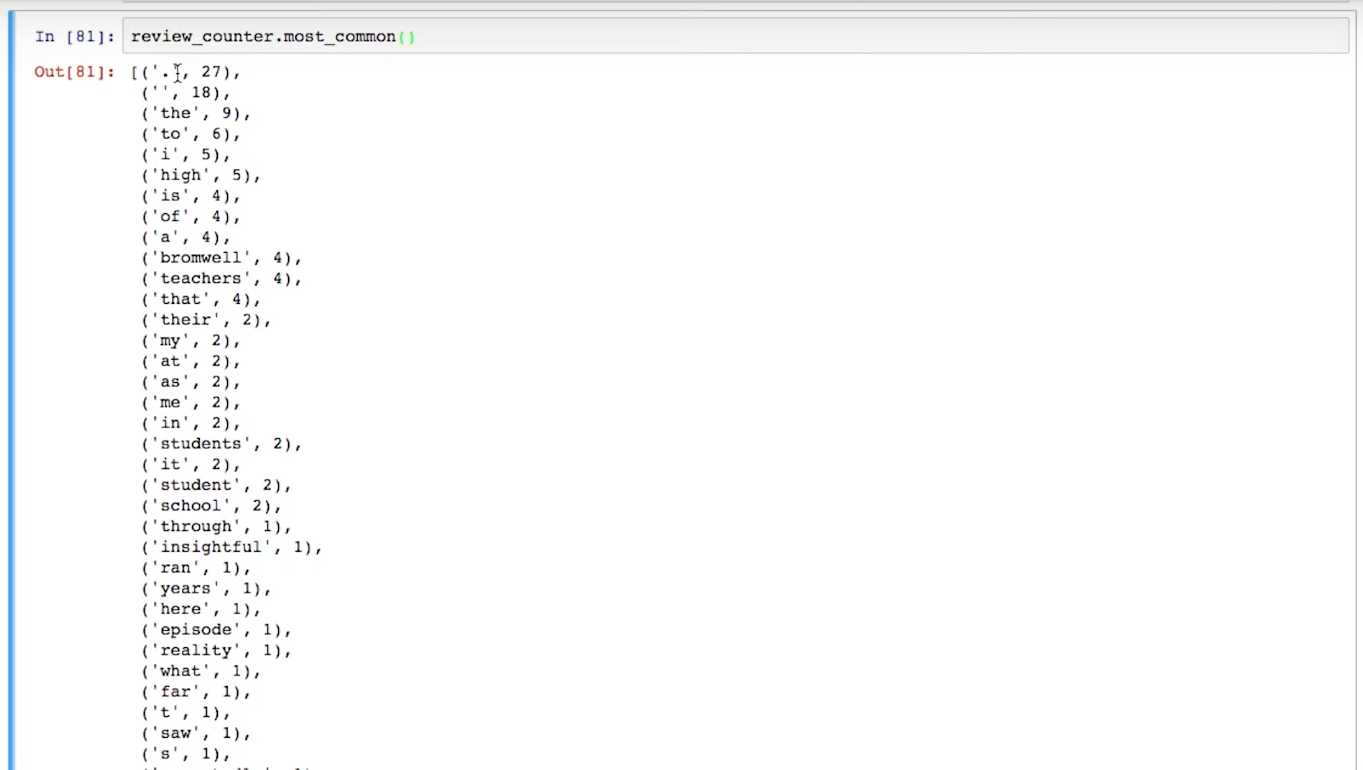 In [81]: review_counter.most_common()
Out[81]: [('.', 27),
('', 18),
('the', 9),
('to', 6),
('i', 5),
('high', 5),
('is', 4),
('of', 4),
('a', 4),
('bromwell', 4),
('teachers', 4),
('that', 4),
('their', 2),
('my', 2),
('at', 2),
('as', 2),
('me', 2),
('in', 2),
('students', 2),
('it', 2),
('student', 2),
('school', 2),
('through', 1),
('insightful', 1),
('ran', 1),
('years', 1),
('here', 1),
('episode', 1),
('reality', 1),
('what', 1),
('far', 1),
('t', 1),
('saw', 1),
('s', 1),